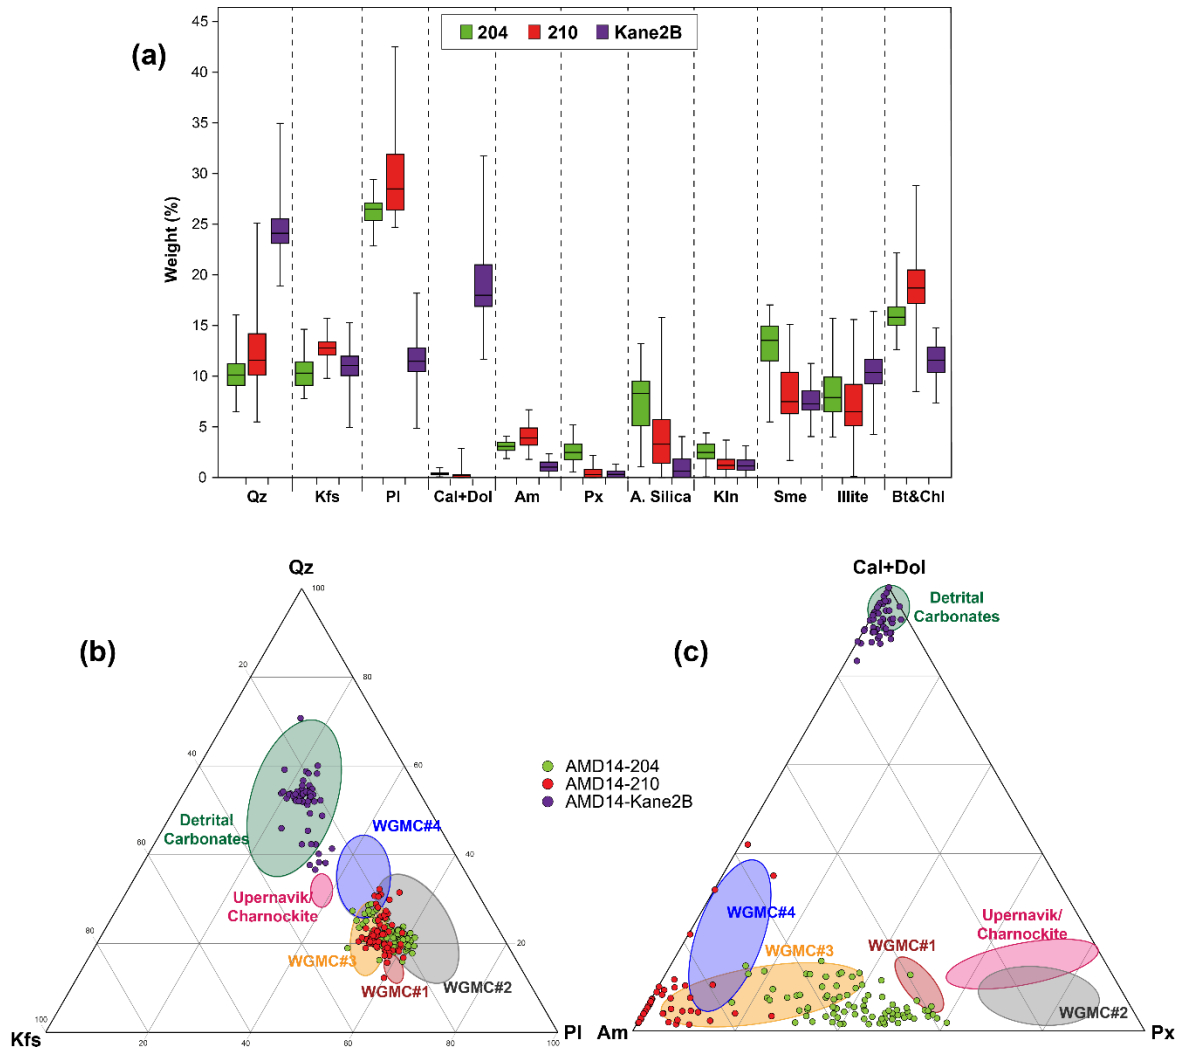 (a)
204 210 Kane2B
Weight (%)
45
40
35
30
25
20
15
10
5
0
Qz Kfs Pl Cal+Dol Am Px A. Silica Kln Sme Illite Bt&Chl
(b)
Qz
100
20
80
40
60
60
40
80
20
100
Kfs
20
40
60
80
100
Pl
Detrital
Carbonates
WGMC#4
Upernavik/
Charnockite
WGMC#3
WGMC#1
WGMC#2
AMD14-204
AMD14-210
AMD14-Kane2B
(c)
Cal+Dol
Detrital
Carbonates
WGMC#4
WGMC#3
WGMC#1
Upernavik/
Charnockite
WGMC#2
Am
Px